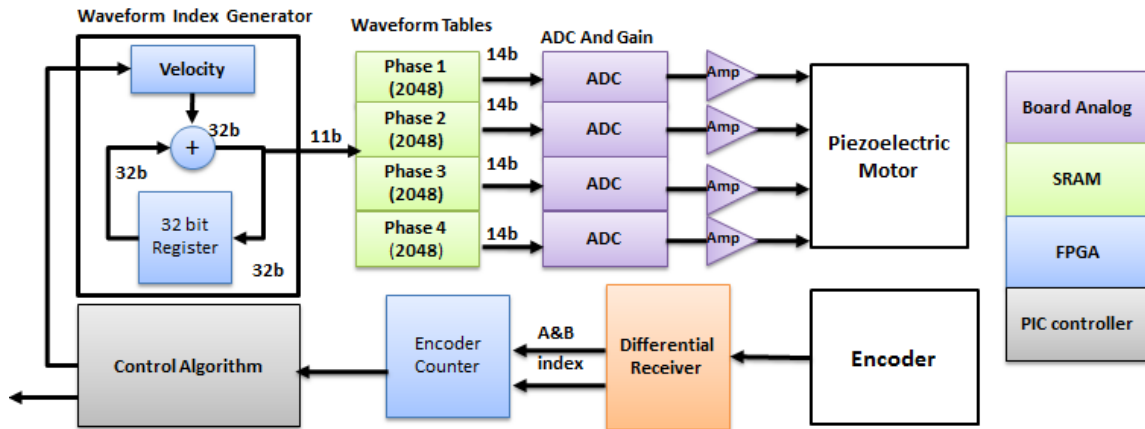 Waveform Index Generator
Waveform Tables
ADC And Gain
Velocity
32b
+
32b
32 bit
Register
32b
11b
Phase 1
(2048)
Phase 2
(2048)
Phase 3
(2048)
Phase 4
(2048)
14b
14b
14b
14b
ADC
ADC
ADC
ADC
Amp
Amp
Amp
Amp
Piezoelectric
Motor
Board Analog
SRAM
FPGA
PIC controller
Control Algorithm
Encoder
Counter
A&B
index
Differential
Receiver
Encoder